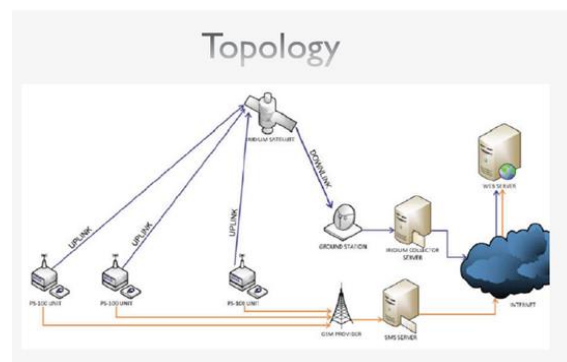 Topology
IRIDIUM SATELLITE
UPLINK
UPLINK
UPLINK
DOWNLINK
WEB SERVER
GROUND STATION
IRIDIUM COLLECTOR
SERVER
PS-100 UNIT
PS-100 UNIT
PS-100 UNIT
INTERNET
GSM PROVIDER
SMS SERVER